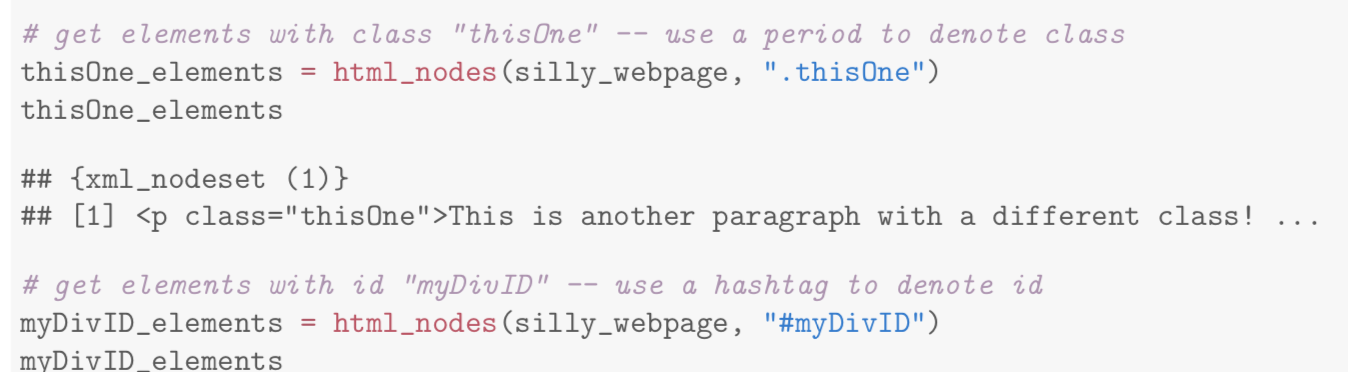 # get elements with class "thisOne" -- use a period to denote class
thisOne_elements = html_nodes(silly_webpage, ".thisOne")
thisOne_elements
## {xml_nodeset (1)}
## [1] <p class="thisOne">This is another paragraph with a different class! ...
# get elements with id "myDivID" -- use a hashtag to denote id
myDivID_elements = html_nodes(silly_webpage, "#myDivID")
myDivID_elements